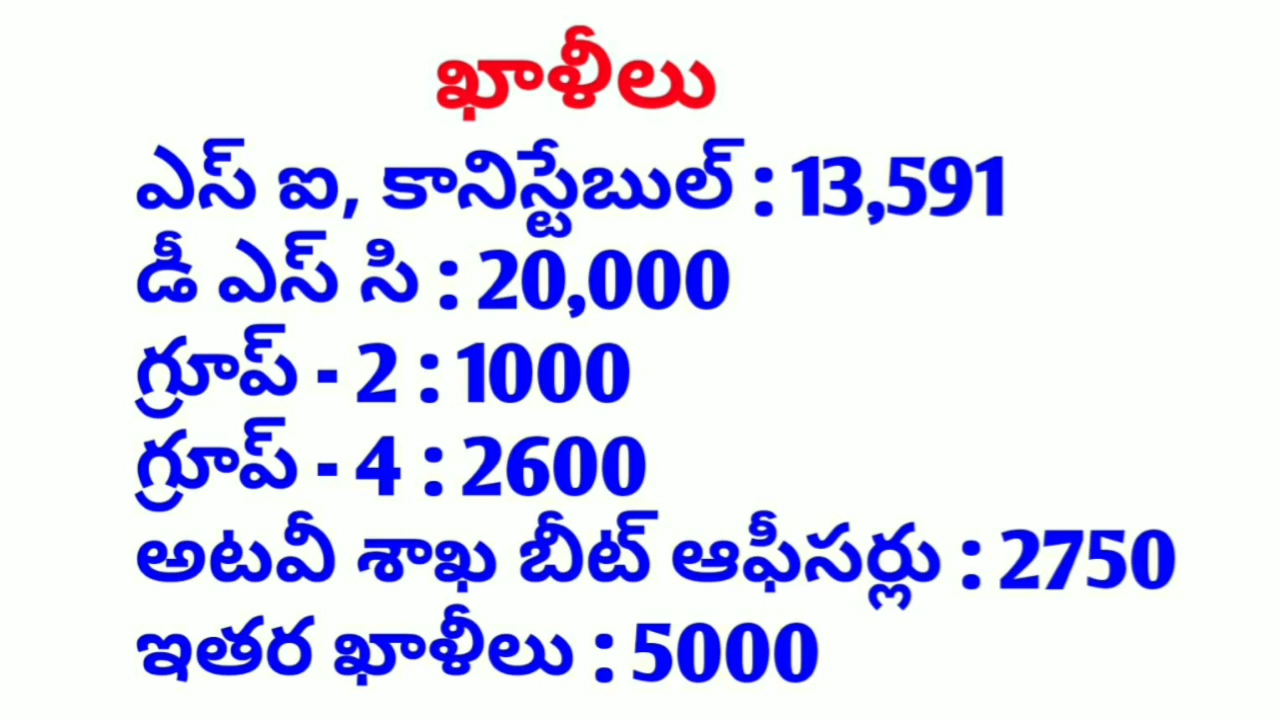 ఖాళీలు
ఎస్ ఐ, కానిస్టేబుల్ : 13,591
డీ ఎస్ సి : 20,000
గ్రూప్ - 2 : 1000
గ్రూప్ - 4 : 2600
అటవీ శాఖ బీట్ ఆఫీసర్లు : 2750
ఇతర ఖాళీలు : 5000